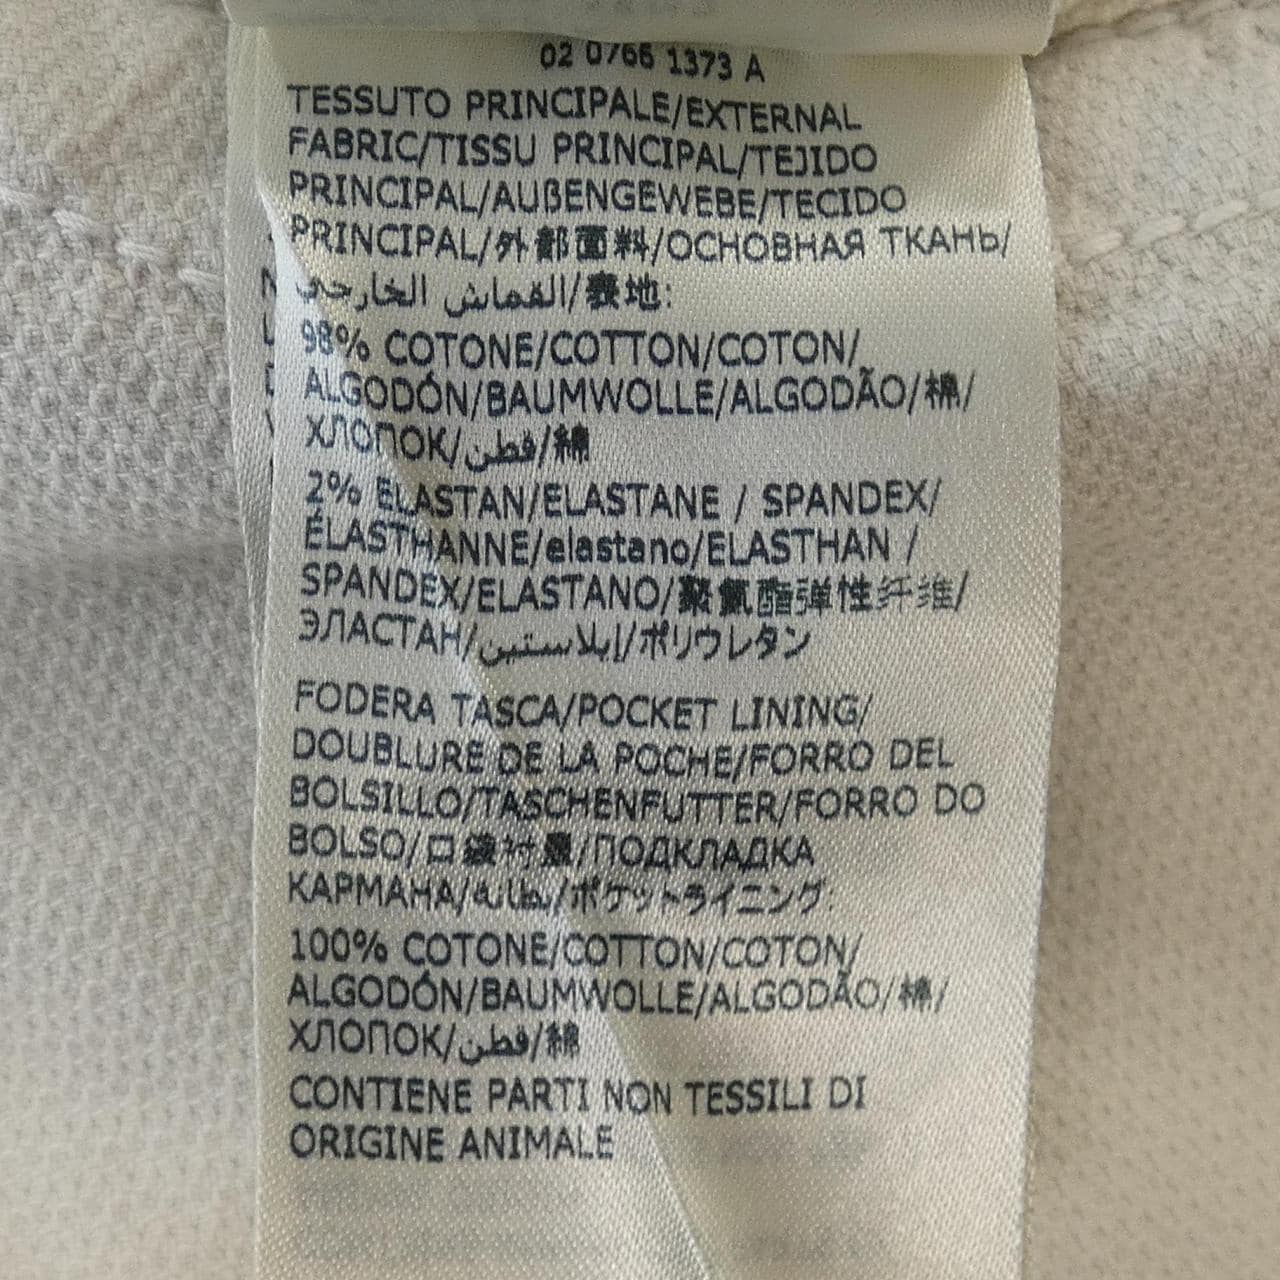 02 0766 1373 A
TESSUTO PRINCIPALE/EXTERNAL
FABRIC/TISSU PRINCIPAL/TEJIDO
PRINCIPAL/AUßENGEWEBE/TECIDO
PRINCIPAL/外部面料/ОСНОВНАЯ ТКАНЬ/
القماش الخارجي/表地:
98% COTONE/COTTON/COTON/
ALGODÓN/BAUMWOLLE/ALGODÃO/棉/
ХЛОПОК/قطن/綿
2% ELASTAN/ELASTANE / SPANDEX/
ÉLASTHANNE/elastano/ELASTHAN /
SPANDEX/ELASTANO/聚氨酯弹性纤维/
ЭЛАСТАН/إيلاستين/ポリウレタン
FODERA TASCA/POCKET LINING/
DOUBLURE DE LA POCHE/FORRO DEL
BOLSILLO/TASCHENFUTTER/FORRO DO
BOLSO/口袋衬里/ПОДКЛАДКА
КАРМАНА/بطانه/ポケットライニング:
100% COTONE/COTTON/COTON/
ALGODÓN/BAUMWOLLE/ALGODÃO/棉/
ХЛОПОК/قطن/綿
CONTIENE PARTI NON TESSILI DI
ORIGINE ANIMALE